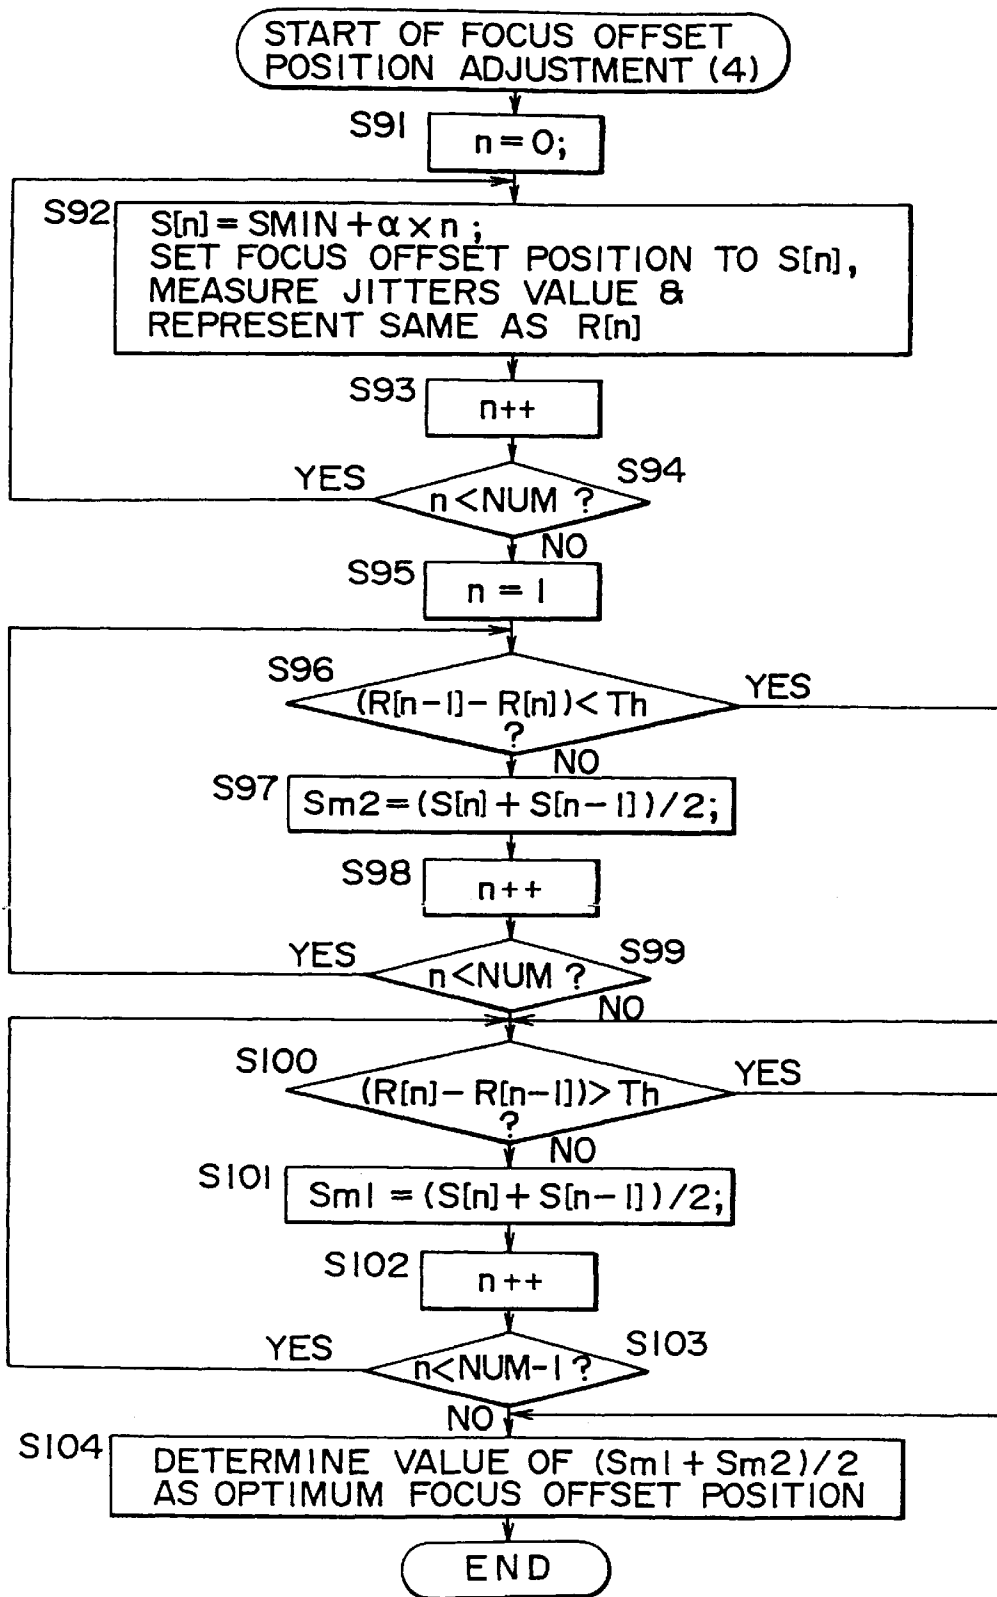 START OF FOCUS OFFSET
POSITION ADJUSTMENT (4)
S91
n=0;
S92
S[n]=SMIN+α×n;
SET FOCUS OFFSET POSITION TO S[n],
MEASURE JITTERS VALUE &
REPRESENT SAME AS R[n]
S93
n++
YES
S94
n<NUM ?
NO
S95
n=1
S96
(R[n-1]-R[n])<Th
?
YES
NO
S97
Sm2=(S[n]+S[n-1])/2;
S98
n++
YES
S99
n<NUM ?
NO
S100
(R[n]-R[n-1])>Th
?
YES
NO
S101
Sm1=(S[n]+S[n-1])/2;
S102
n++
YES
S103
n<NUM-1 ?
NO
S104
DETERMINE VALUE OF (Sm1+Sm2)/2
AS OPTIMUM FOCUS OFFSET POSITION
END